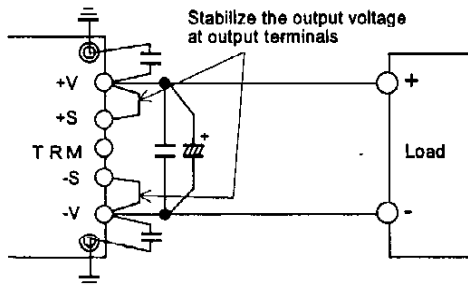 Stabilize the output voltage
at output terminals
+V
+S
TRM
-S
-V
+
+
Load
-